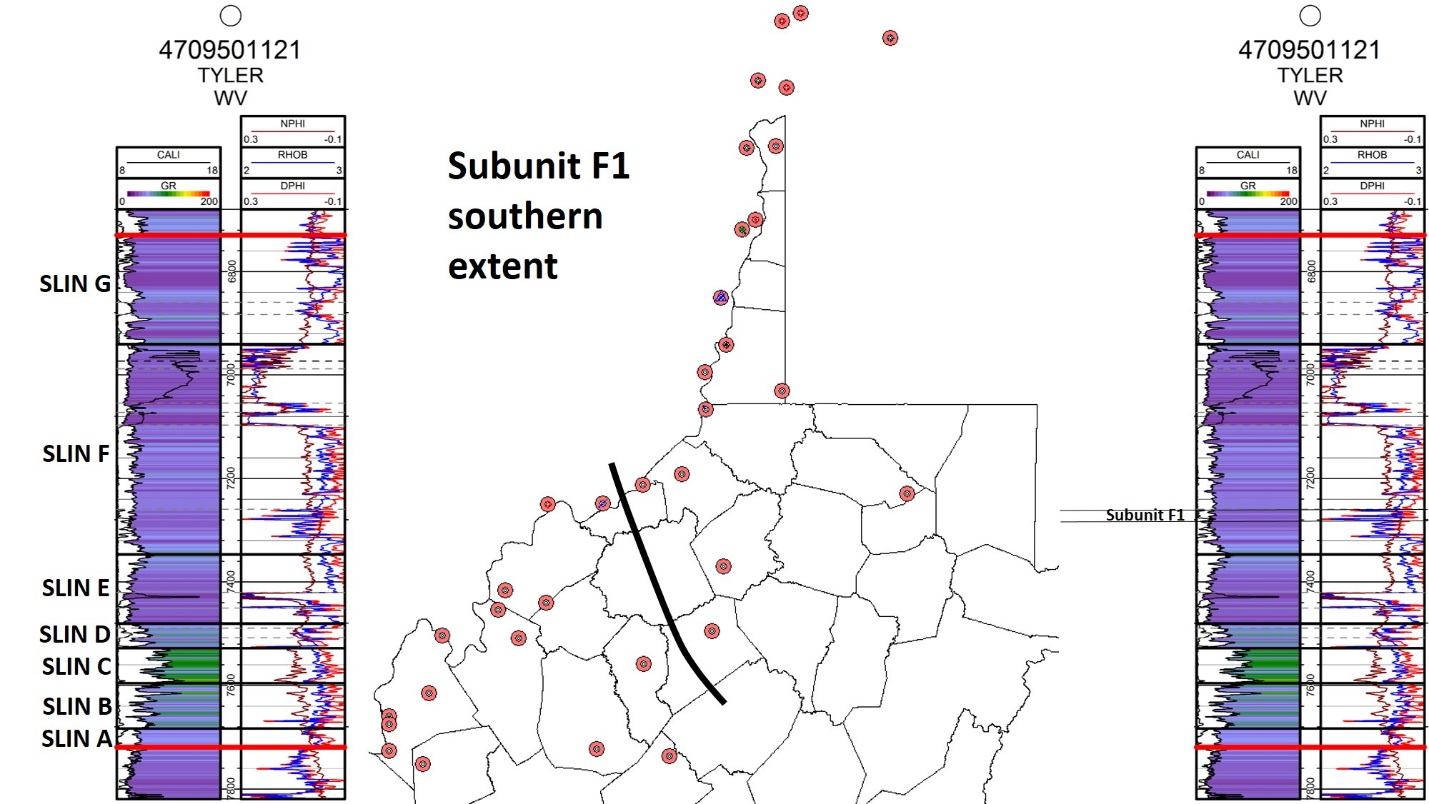 4709501121
TYLER
WV
NPHI
0.3 -0.1
CALI
8 18
RHOB
2 3
GR
0 200
DPHI
0.3 -0.1
SLIN G
SLIN F
SLIN E
SLIN D
SLIN C
SLIN B
SLIN A
6800
7000
7200
7400
7600
7800
Subunit F1
southern
extent
4709501121
TYLER
WV
NPHI
0.3 -0.1
CALI
8 18
RHOB
2 3
GR
0 200
DPHI
0.3 -0.1
Subunit F1
6800
7000
7200
7400
7600
7800